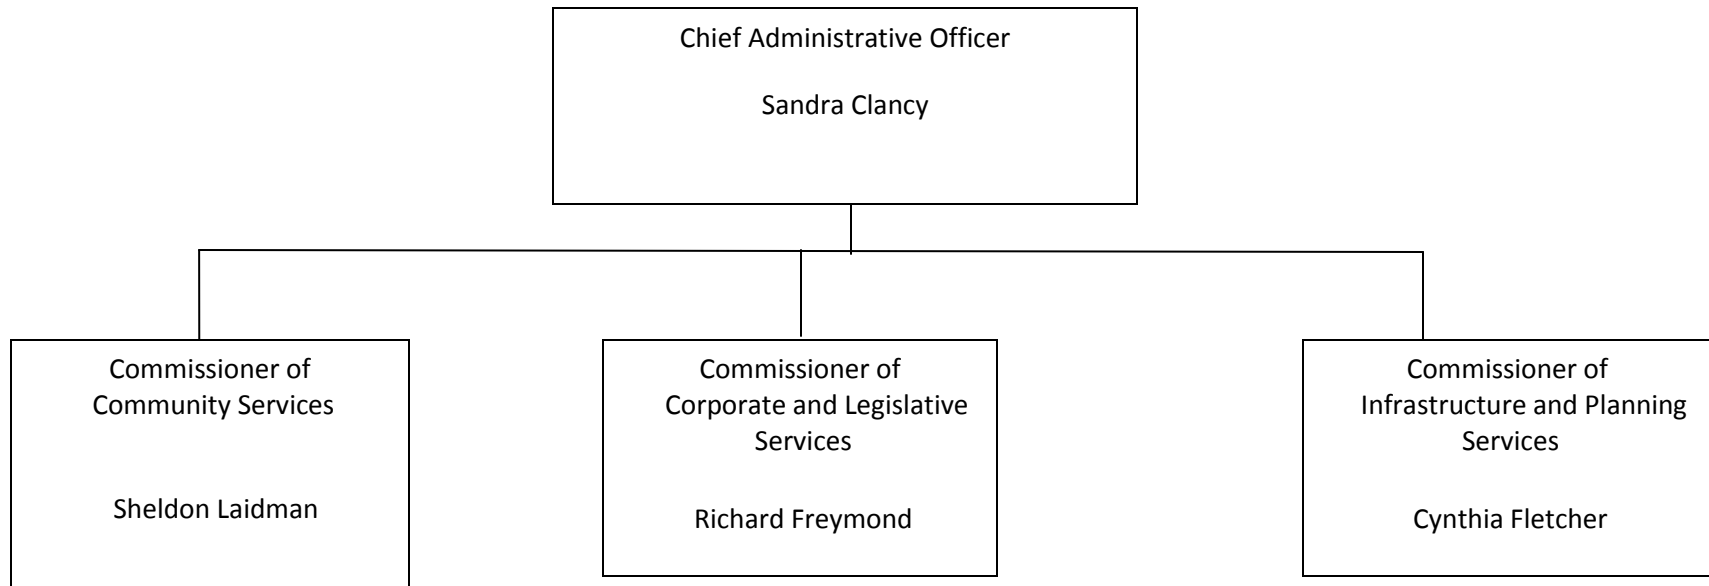 Chief Administrative Officer
Sandra Clancy
Commissioner of
Community Services
Sheldon Laidman
Commissioner of
Corporate and Legislative
Services
Richard Freymond
Commissioner of
Infrastructure and Planning
Services
Cynthia Fletcher